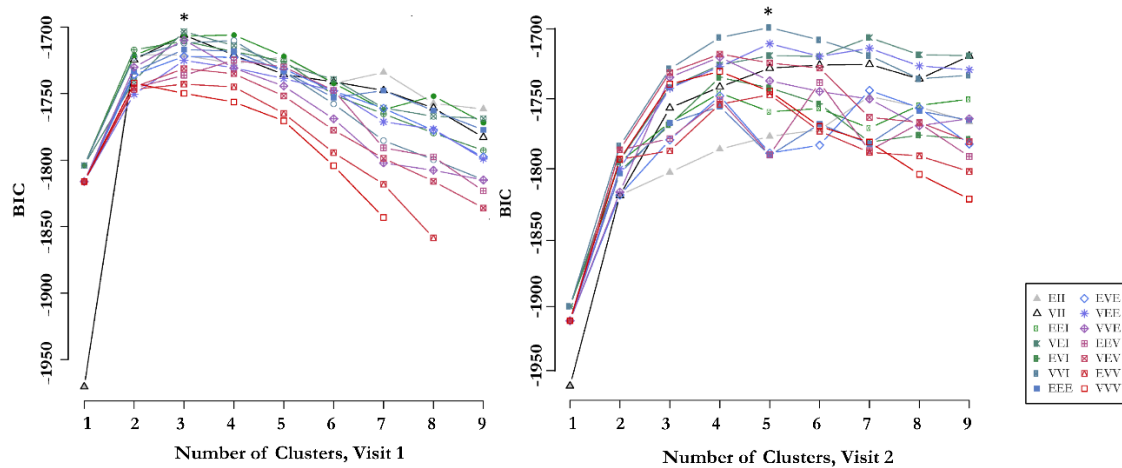 *
*
BIC
-1700
-1750
-1800
-1850
-1900
-1950
1 2 3 4 5 6 7 8 9
Number of Clusters, Visit 1
BIC
-1700
-1750
-1800
-1850
-1900
-1950
1 2 3 4 5 6 7 8 9
Number of Clusters, Visit 2
EII EVE
VII VEE
EEI VVE
VEI EEV
EVI VEV
VVI EVV
EEE VVV